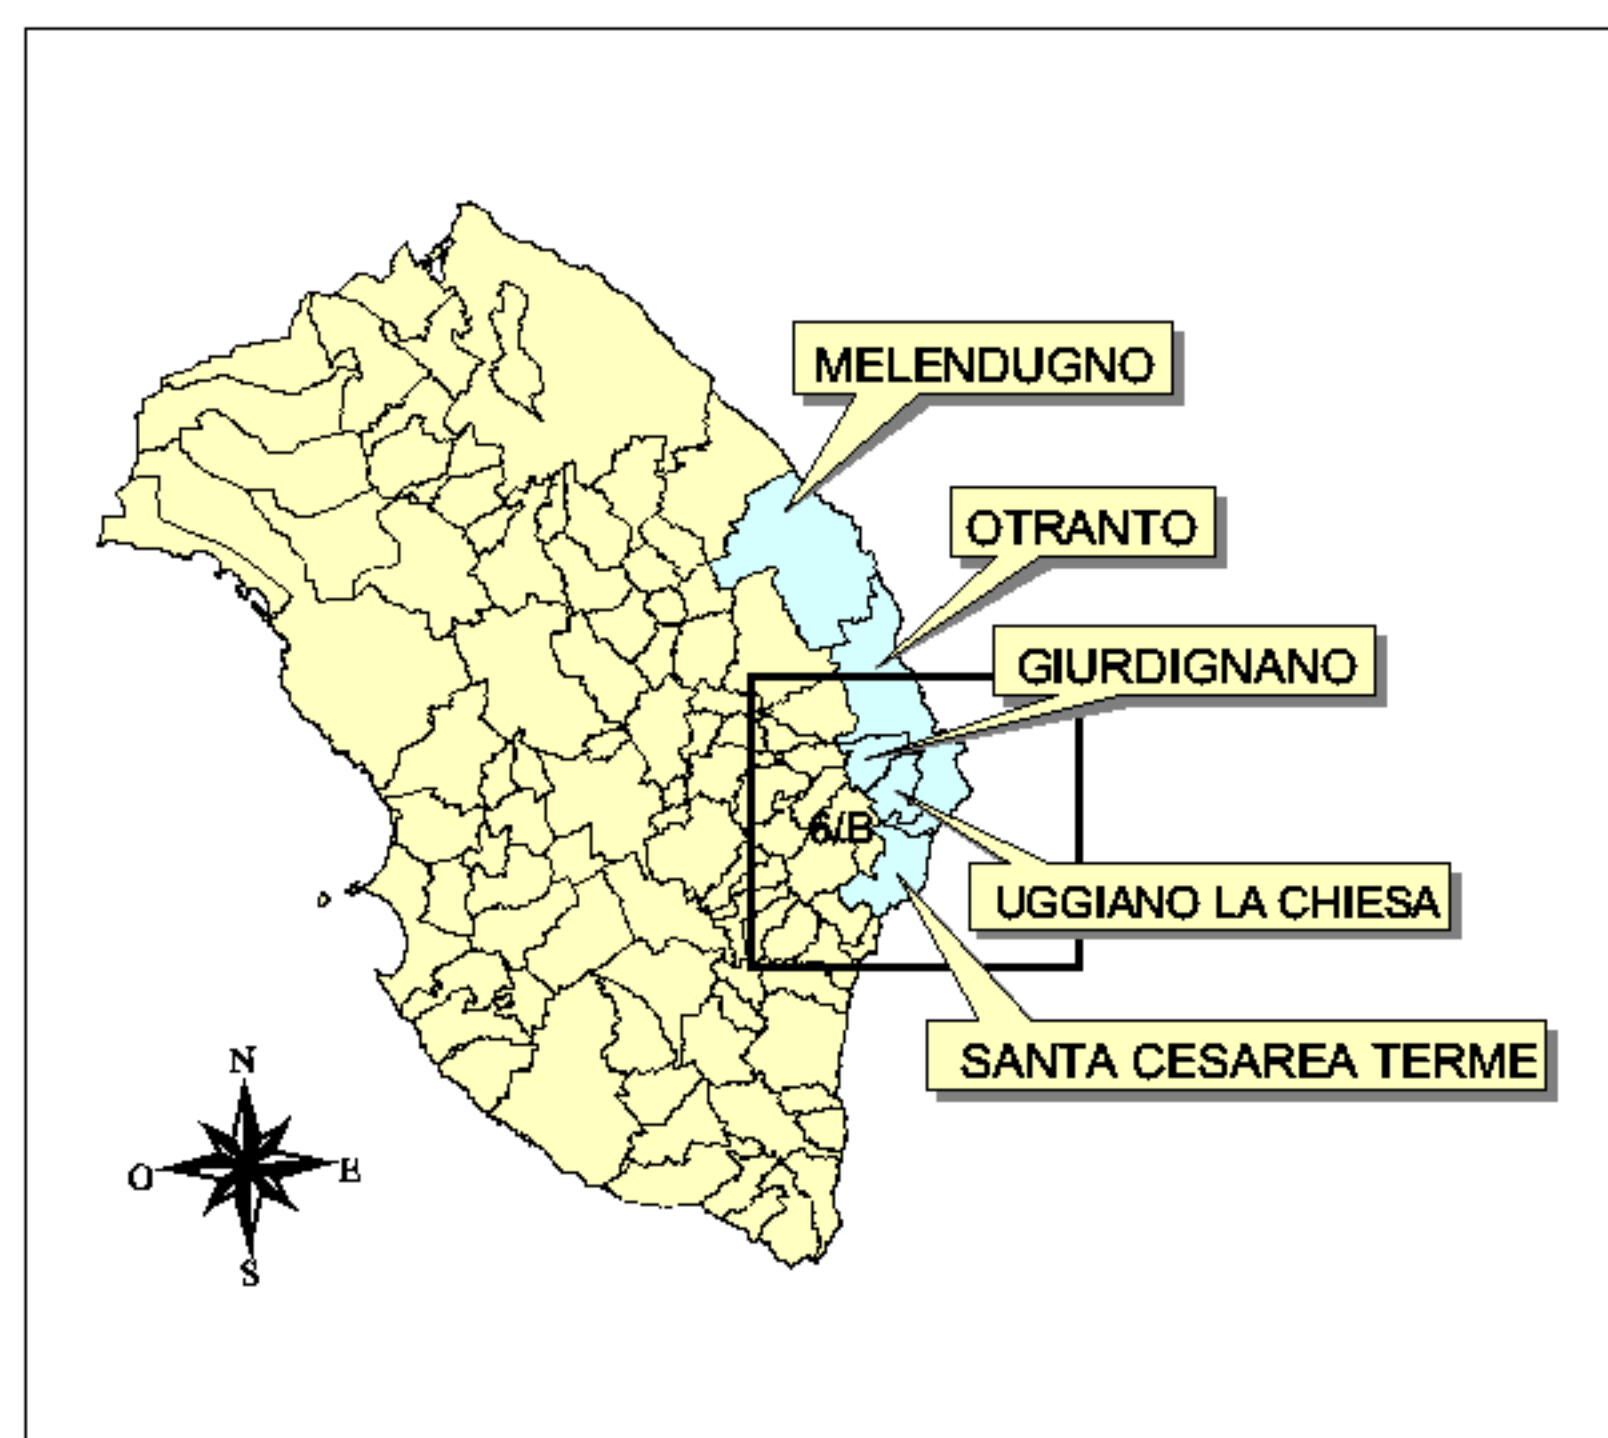 MELENDUGNO
OTRANTO
GIURDIGNANO
6/B
UGGIANO LA CHIESA
SANTA CESAREA TERME
N
O E
S